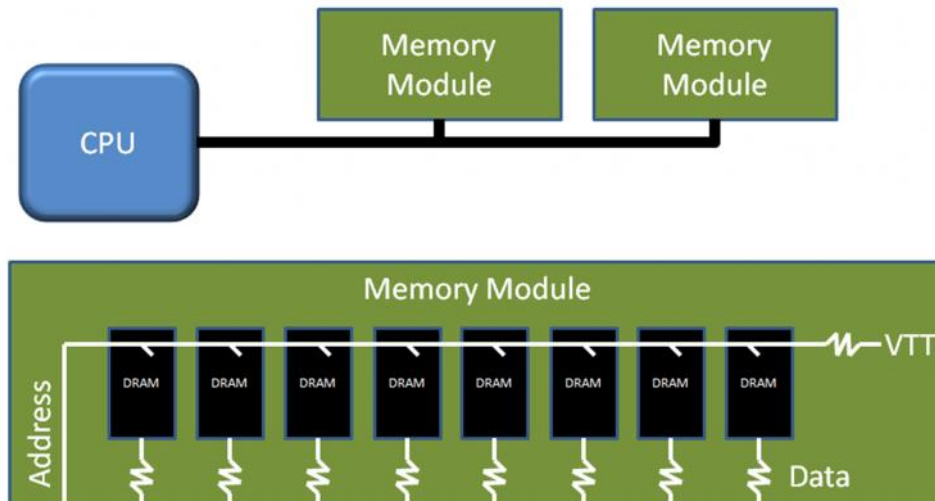 Memory
Module
Memory
Module
CPU
Memory Module
VTT
DRAM
DRAM
DRAM
DRAM
DRAM
DRAM
DRAM
DRAM
Address
Data